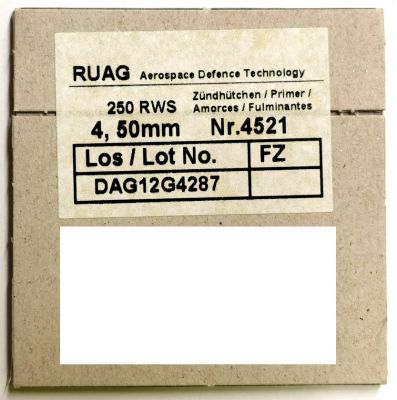 RUAG Aerospace Defence Technology
250 RWS Zündhütchen / Primer /
Amorces / Fulminantes
4, 50mm Nr.4521
Los / Lot No. FZ
DAG12G4287